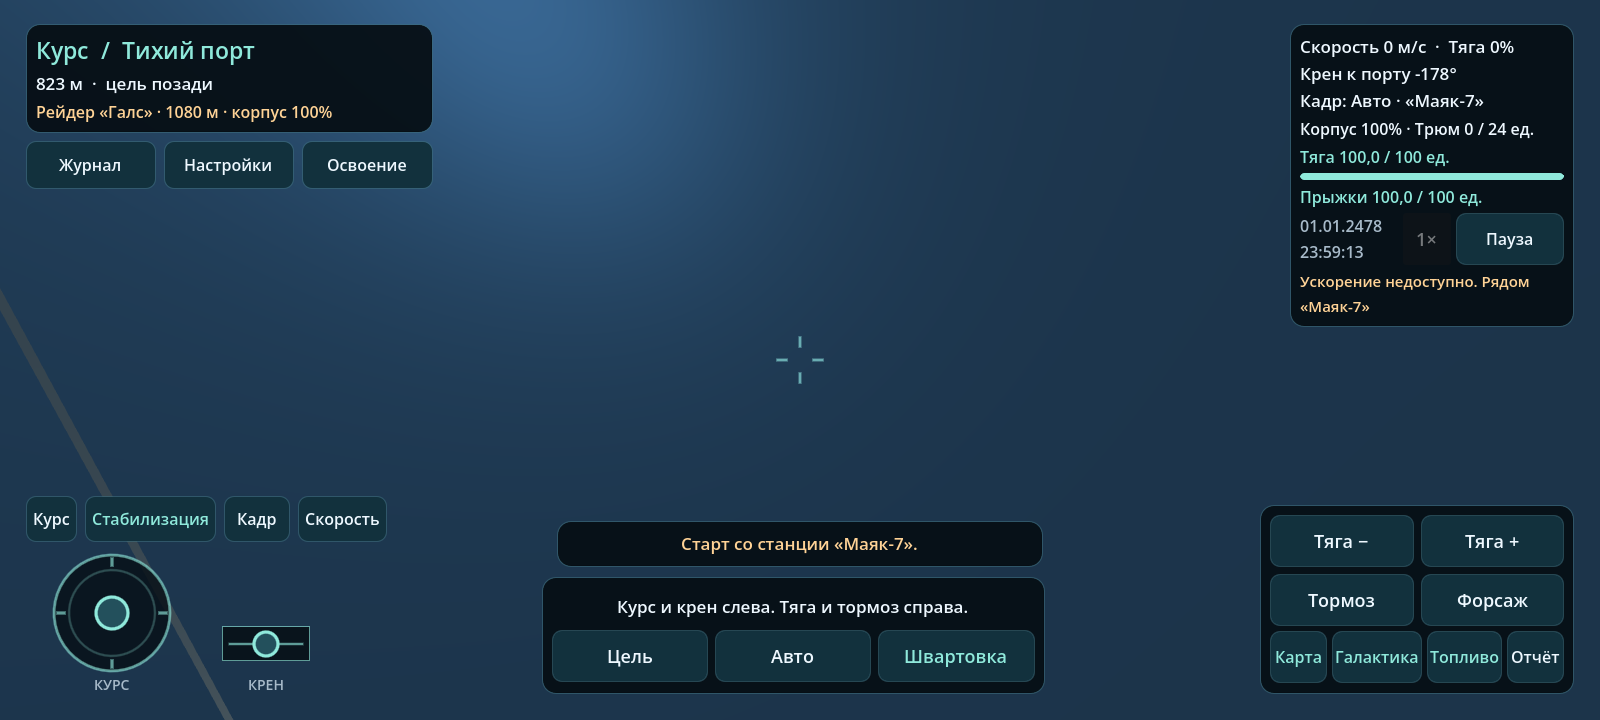 Курс / Тихий порт
823 м · цель позади
Рейдер «Галс» · 1080 м · корпус 100%
Журнал
Настройки
Освоение
Скорость 0 м/с · Тяга 0%
Крен к порту -178°
Кадр: Авто · «Маяк-7»
Корпус 100% · Трюм 0 / 24 ед.
Тяга 100,0 / 100 ед.
Прыжки 100,0 / 100 ед.
01.01.2478
23:59:13
1×
Пауза
Ускорение недоступно. Рядом
«Маяк-7»
Курс
Стабилизация
Кадр
Скорость
КУРС
КРЕН
Старт со станции «Маяк-7».
Курс и крен слева. Тяга и тормоз справа.
Цель
Авто
Швартовка
Тяга −
Тяга +
Тормоз
Форсаж
Карта
Галактика
Топливо
Отчёт